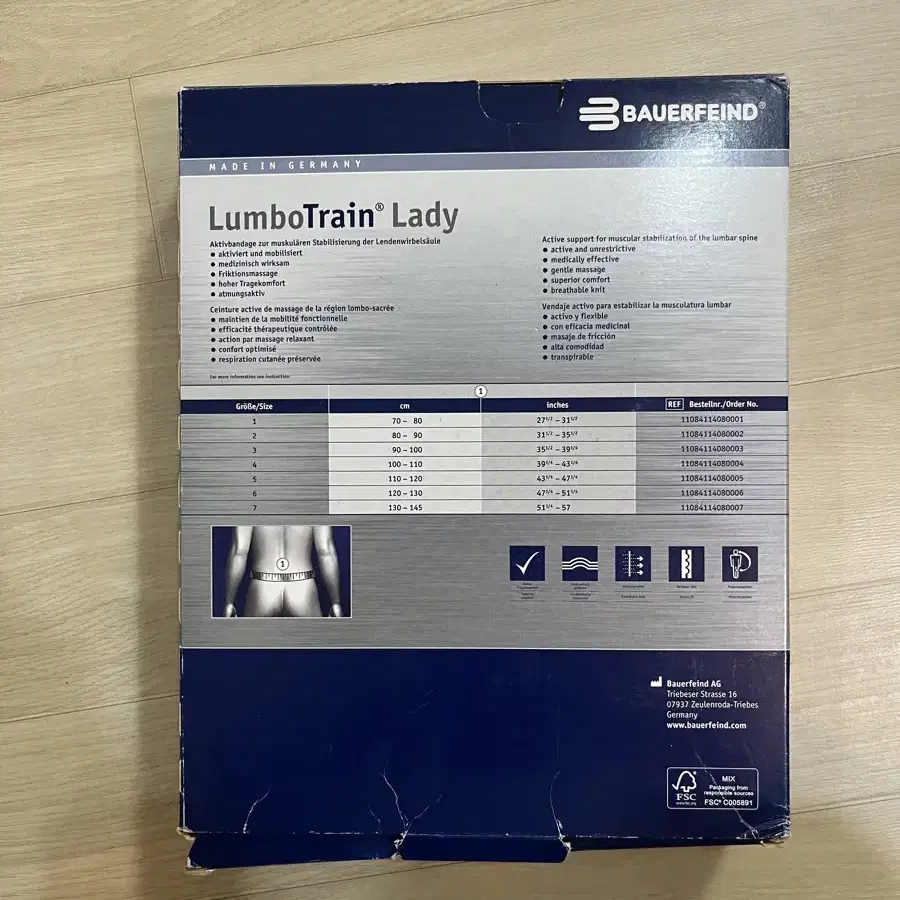 BAUERFEIND®
MADE IN GERMANY
LumboTrain® Lady
Aktivbandage zur muskulären Stabilisierung der Lendenwirbelsäule
• aktiviert und mobilisiert
• medizinisch wirksam
• Friktionsmassage
• hoher Tragekomfort
• atmungsaktiv
Ceinture active de massage de la région lombo-sacrée
• maintien de la mobilité fonctionnelle
• efficacité thérapeutique contrôlée
• action par massage relaxant
• confort optimisé
• respiration cutanée préservée
For more information see instruction
Active support for muscular stabilization of the lumbar spine
• active and unrestrictive
• medically effective
• gentle massage
• superior comfort
• breathable knit
Vendaje activo para estabilizar la musculatura lumbar
• activo y flexible
• con eficacia medicinal
• masaje de fricción
• alta comodidad
• transpirable
1
Größe/Size cm inches REF Bestellnr./Order No.
1 70 – 80 27 1/2 – 31 1/2 11084114080001
2 80 – 90 31 1/2 – 35 1/2 11084114080002
3 90 – 100 35 1/2 – 39 1/4 11084114080003
4 100 – 110 39 1/4 – 43 1/4 11084114080004
5 110 – 120 43 1/4 – 47 1/4 11084114080005
6 120 – 130 47 1/4 – 51 1/4 11084114080006
7 130 – 145 51 1/4 – 57 11084114080007
1
Bauerfeind AG
Triebeser Strasse 16
07937 Zeulenroda-Triebes
Germany
www.bauerfeind.com
FSC
www.fsc.org
MIX
Packaging from
responsible sources
FSC® C005891